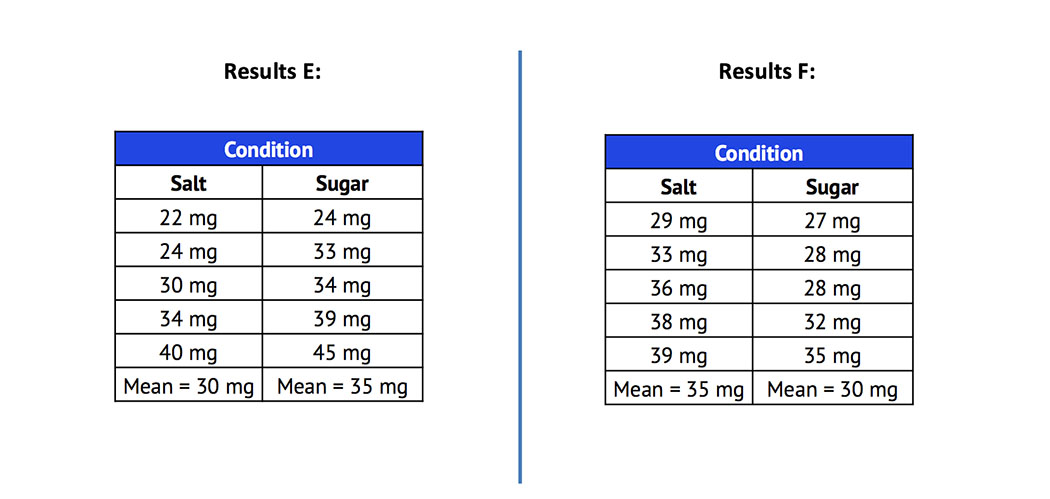 Results E:
Condition
Salt Sugar
22 mg 24 mg
24 mg 33 mg
30 mg 34 mg
34 mg 39 mg
40 mg 45 mg
Mean = 30 mg Mean = 35 mg
Results F:
Condition
Salt Sugar
29 mg 27 mg
33 mg 28 mg
36 mg 28 mg
38 mg 32 mg
39 mg 35 mg
Mean = 35 mg Mean = 30 mg